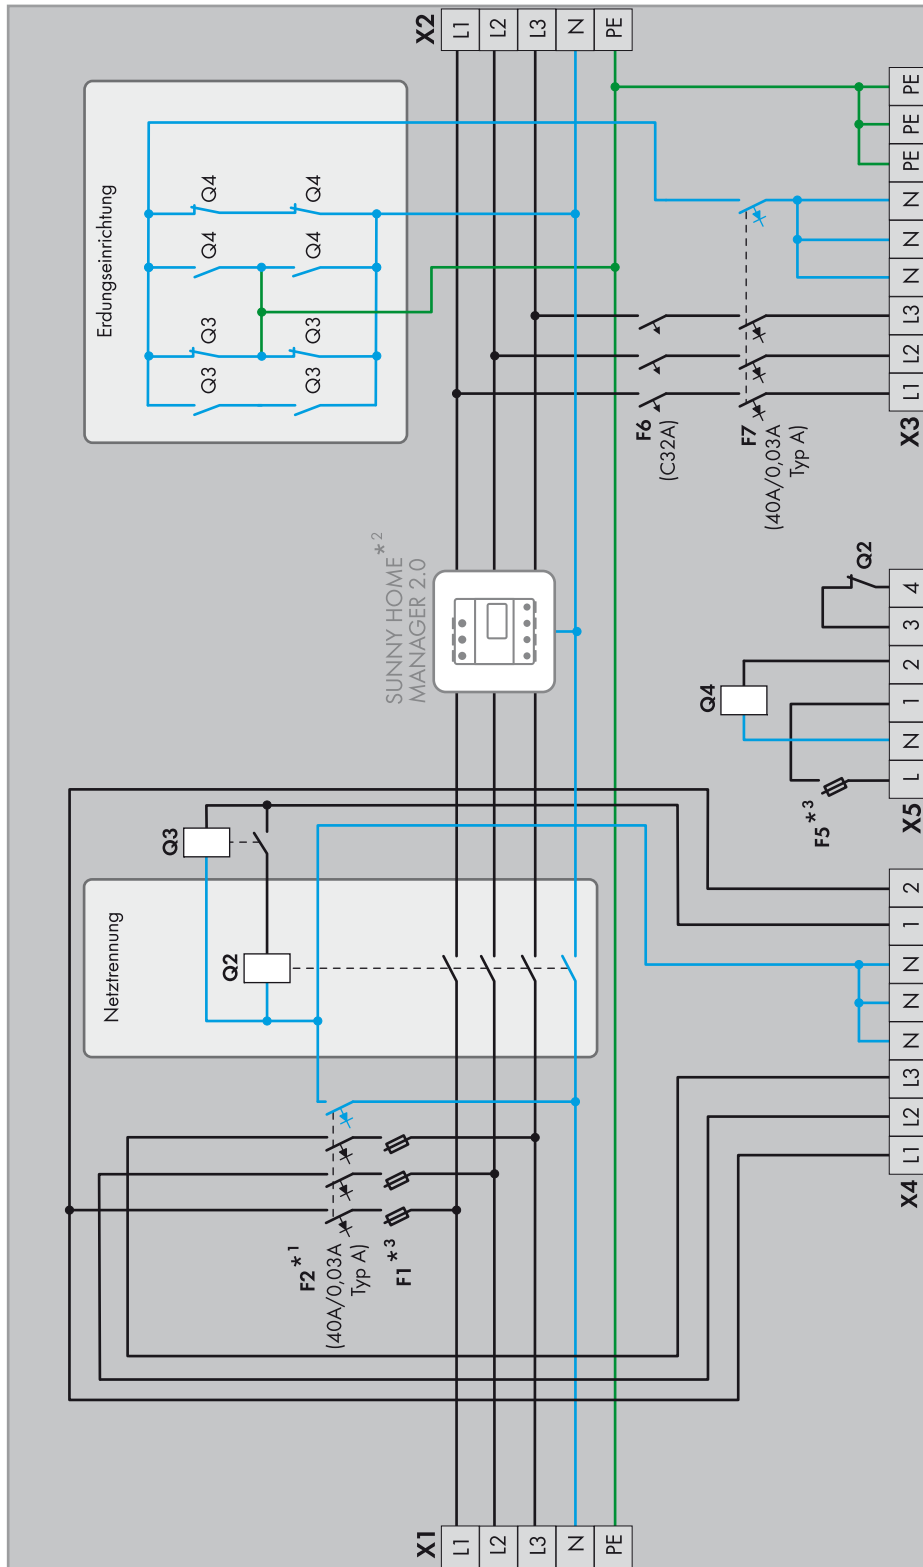 Erdungseinrichtung
Netztrennung
Q3
Q3 Q3 Q4 Q4
Q2
Q3 Q3 Q4 Q4
F2*1
(40A/0,03A
Typ A)
F1*3
SUNNY HOME*2
MANAGER 2.0
X1
L1
L2
L3
N
PE
X2
L1
L2
L3
N
PE
F6
(C32A)
F7
(40A/0,03A
Typ A)
Q4
F5*3
Q2
X4
L1 L2 L3 N N N 1 2
X5
L N 1 2 3 4
X3
L1 L2 L3 N N N PE PE PE